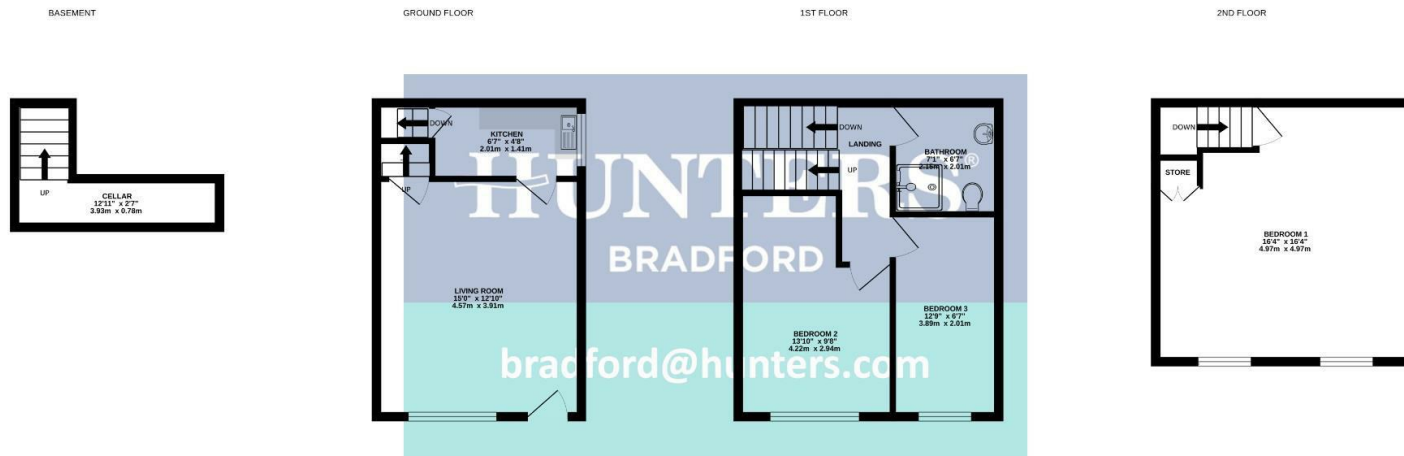 BASEMENT
GROUND FLOOR
1ST FLOOR
2ND FLOOR
UP
CELLAR
12'11" x 2'7"
3.93m x 0.78m
DOWN
KITCHEN
6'7" x 4'8"
2.01m x 1.41m
UP
LIVING ROOM
15'0" x 12'10"
4.57m x 3.91m
DOWN
LANDING
UP
BATHROOM
7'1" x 6'7"
2.16m x 2.01m
BEDROOM 2
13'10" x 9'8"
4.22m x 2.94m
BEDROOM 3
12'9" x 6'7"
3.89m x 2.01m
DOWN
STORE
BEDROOM 1
16'4" x 16'4"
4.97m x 4.97m
HUNTERS®
BRADFORD
bradford@hunters.com